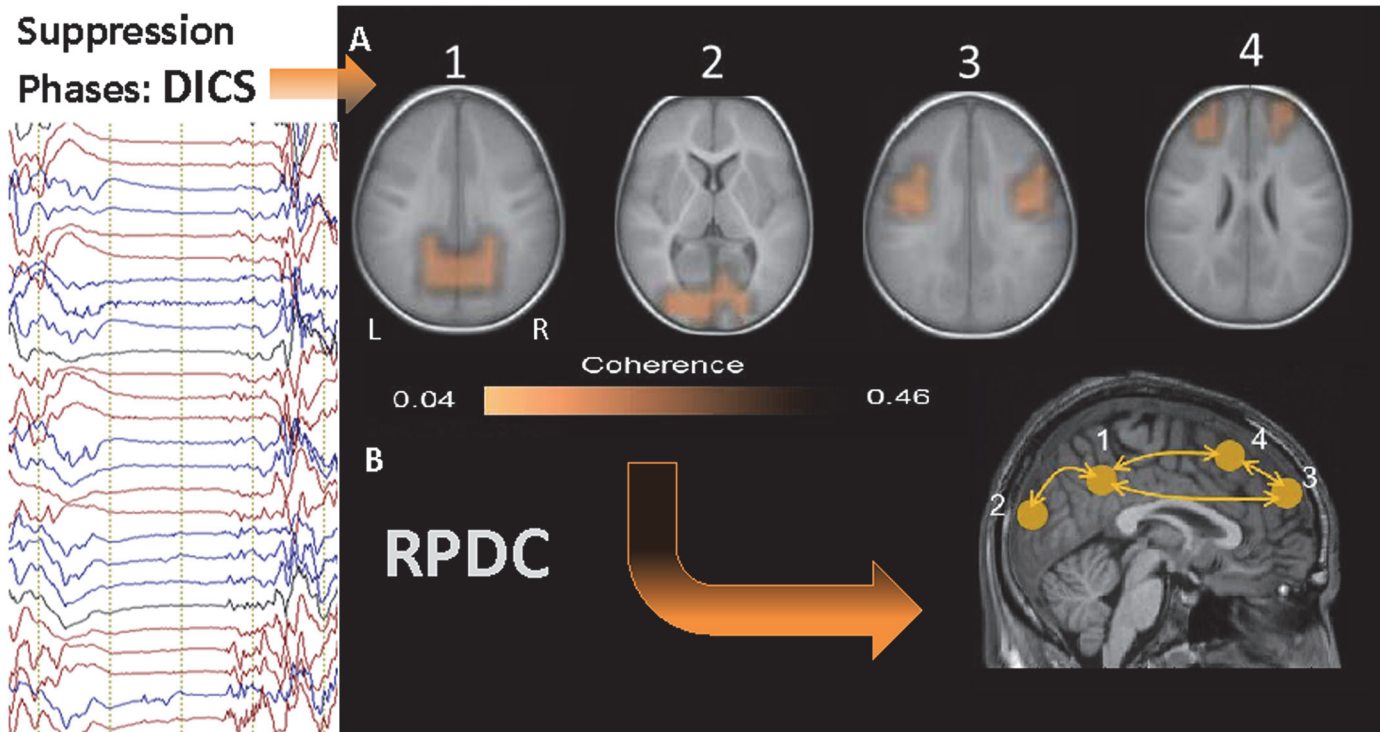 Suppression
Phases: DICS
A
1
2
3
4
L
R
Coherence
0.04
0.46
B
RPDC
1
4
3
2